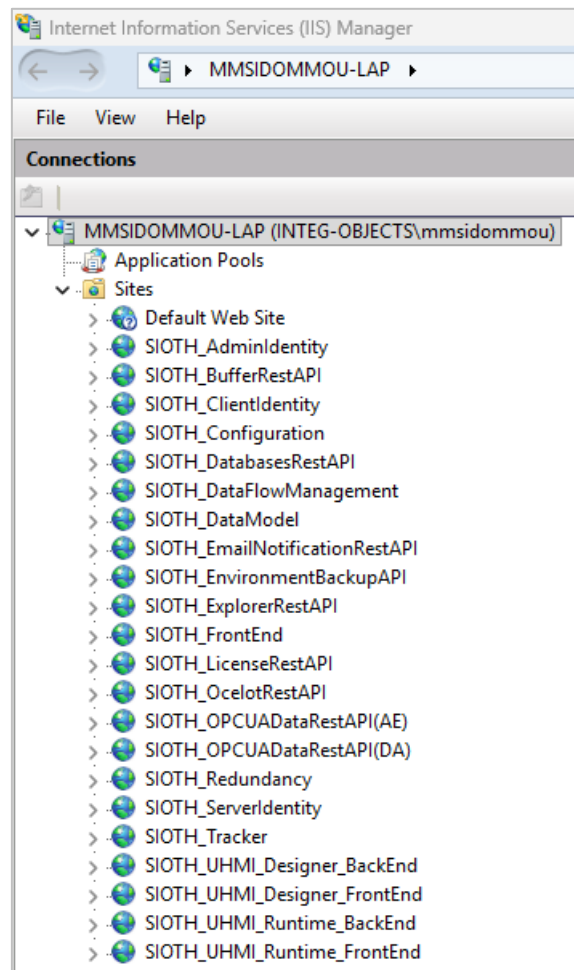 Internet Information Services (IIS) Manager
MMSIDOMMOU-LAP
File View Help
Connections
MMSIDOMMOU-LAP (INTEG-OBJECTS\mmsidommou)
Application Pools
Sites
Default Web Site
SIOTH_AdminIdentity
SIOTH_BufferRestAPI
SIOTH_ClientIdentity
SIOTH_Configuration
SIOTH_DatabasesRestAPI
SIOTH_DataFlowManagement
SIOTH_DataModel
SIOTH_EmailNotificationRestAPI
SIOTH_EnvironmentBackupAPI
SIOTH_ExplorerRestAPI
SIOTH_FrontEnd
SIOTH_LicenseRestAPI
SIOTH_OcelotRestAPI
SIOTH_OPCUADataRestAPI(AE)
SIOTH_OPCUADataRestAPI(DA)
SIOTH_Redundancy
SIOTH_ServerIdentity
SIOTH_Tracker
SIOTH_UHMI_Designer_BackEnd
SIOTH_UHMI_Designer_FrontEnd
SIOTH_UHMI_Runtime_BackEnd
SIOTH_UHMI_Runtime_FrontEnd